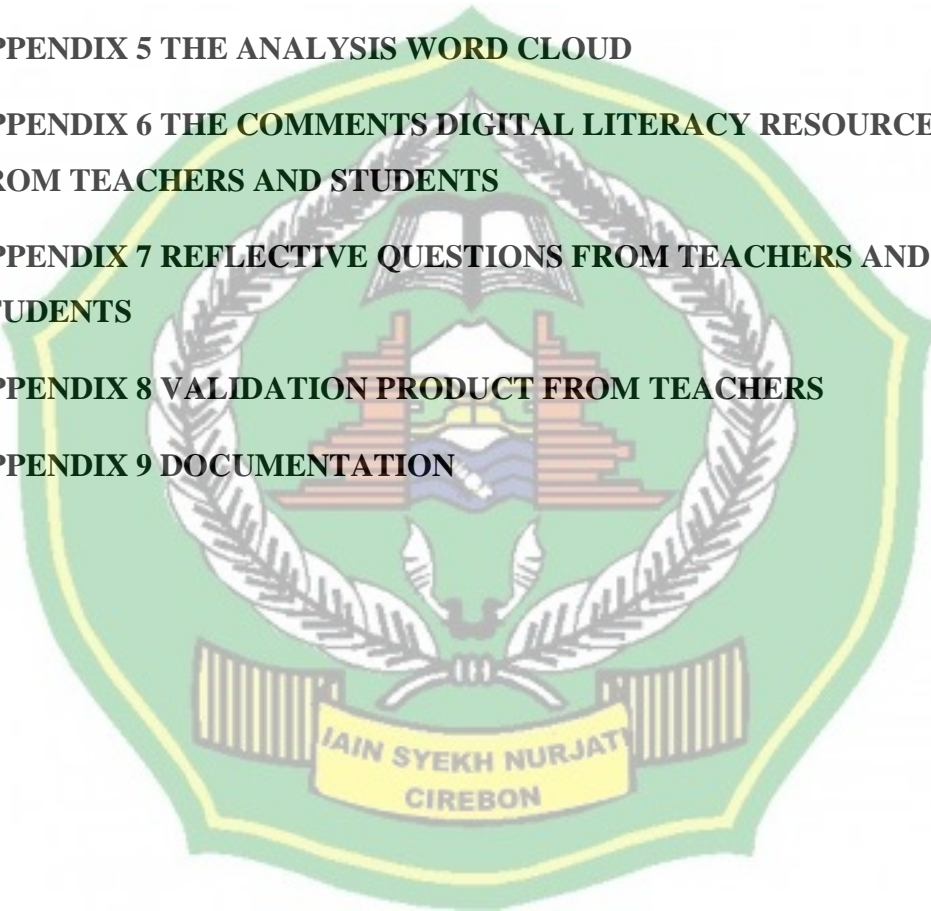 PPENDIX 5 THE ANALYSIS WORD CLOUD
PPENDIX 6 THE COMMENTS DIGITAL LITERACY RESOURCE
ROM TEACHERS AND STUDENTS
PPENDIX 7 REFLECTIVE QUESTIONS FROM TEACHERS AND
TUDENTS
PPENDIX 8 VALIDATION PRODUCT FROM TEACHERS
PPENDIX 9 DOCUMENTATION
IAIN SYEKH NURJATI
CIREBON